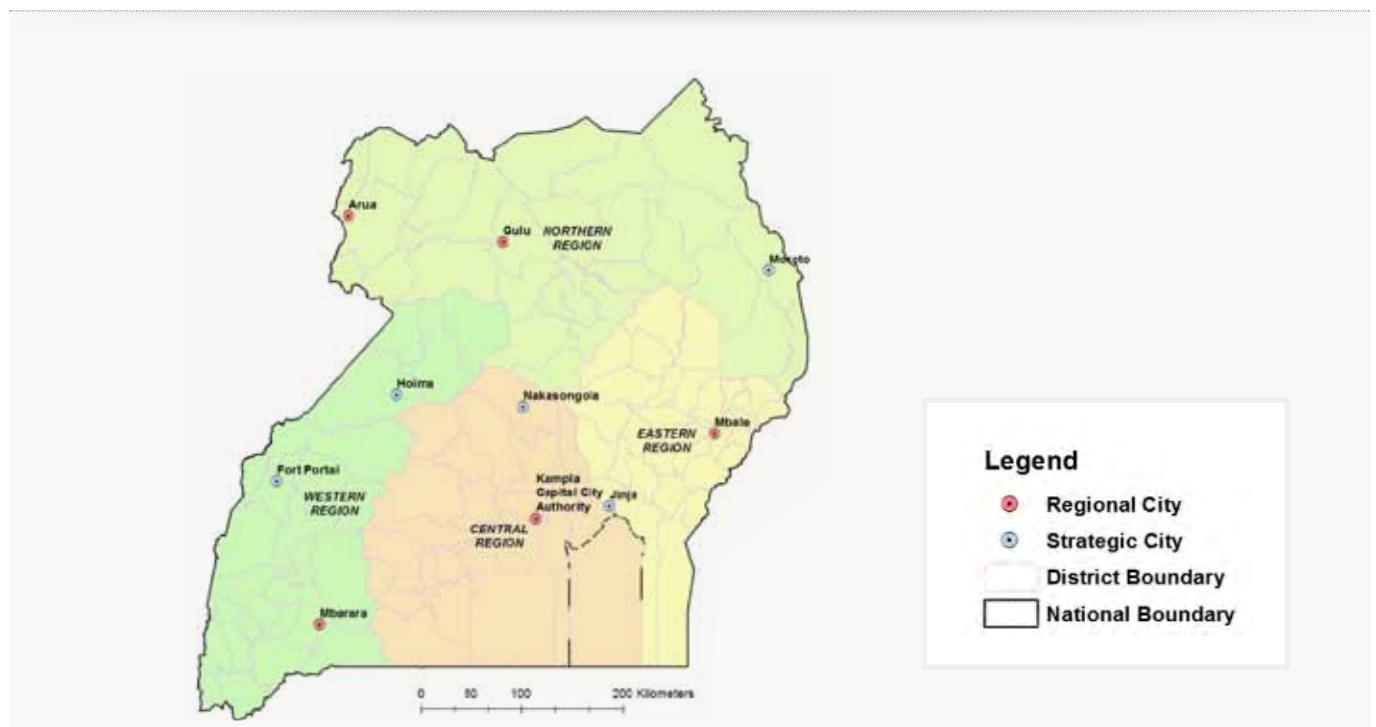 Arua
Gulu
NORTHERN
REGION
Moroto
Hoima
Nakasongola
Mbale
EASTERN
REGION
Fort Portal
WESTERN
REGION
Kampla
Capital City
Authority
Jinja
CENTRAL
REGION
Mbarara
0 50 100 200 Kilometers
Legend
Regional City
Strategic City
District Boundary
National Boundary